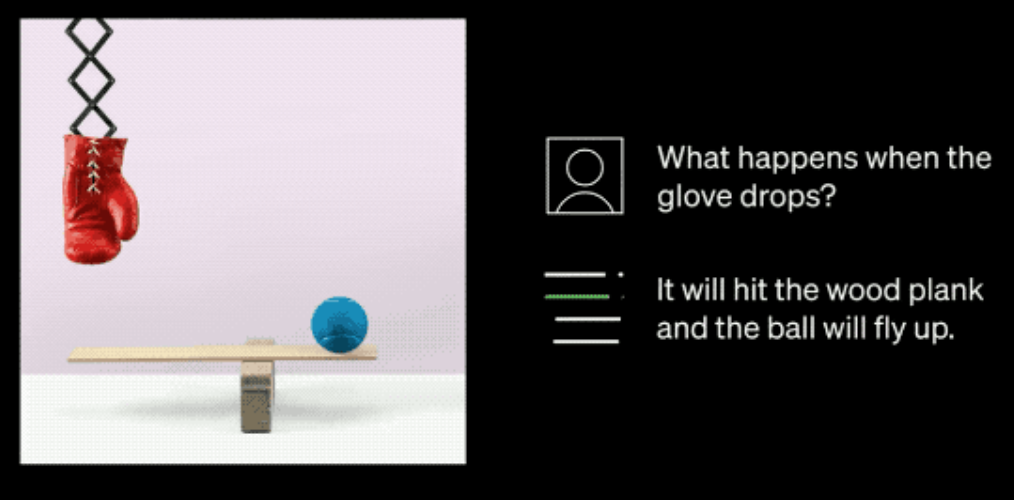 What happens when the
glove drops?
It will hit the wood plank
and the ball will fly up.